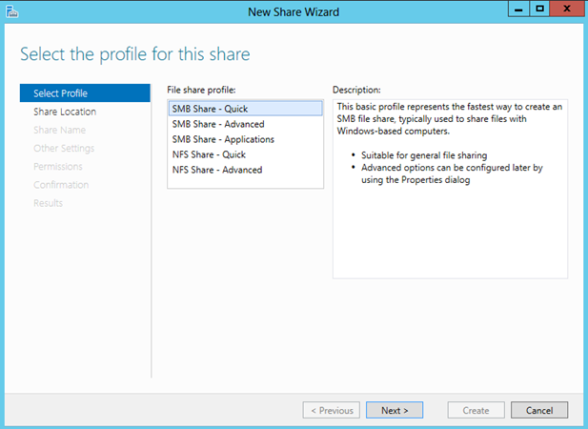 New Share Wizard
Select the profile for this share
Select Profile
Share Location
Share Name
Other Settings
Permissions
Confirmation
Results
File share profile:
SMB Share - Quick
SMB Share - Advanced
SMB Share - Applications
NFS Share - Quick
NFS Share - Advanced
Description:
This basic profile represents the fastest way to create an
SMB file share, typically used to share files with
Windows-based computers.
• Suitable for general file sharing
• Advanced options can be configured later by
using the Properties dialog
< Previous
Next >
Create
Cancel